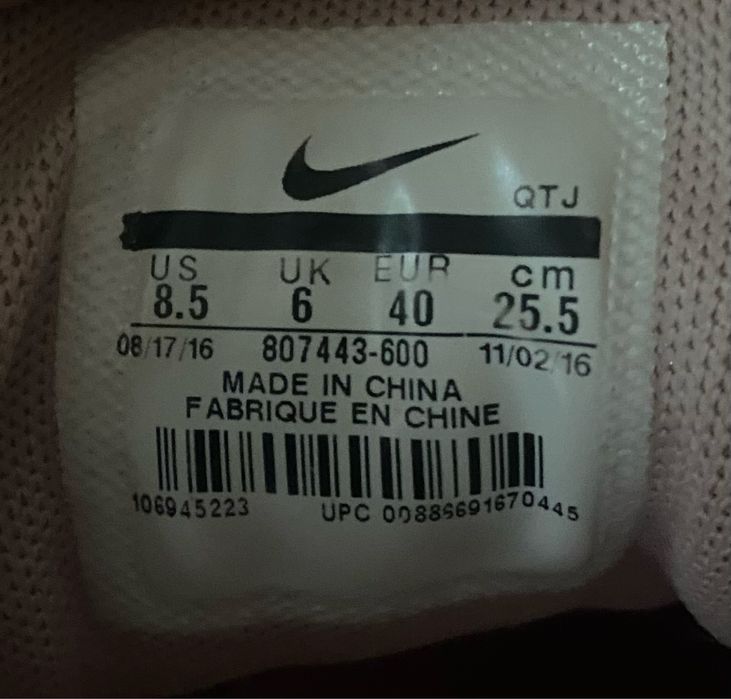 QTJ
US UK EUR cm
8.5 6 40 25.5
08/17/16 807443-600 11/02/16
MADE IN CHINA
FABRIQUE EN CHINE
106945223 UPC 00886691670445